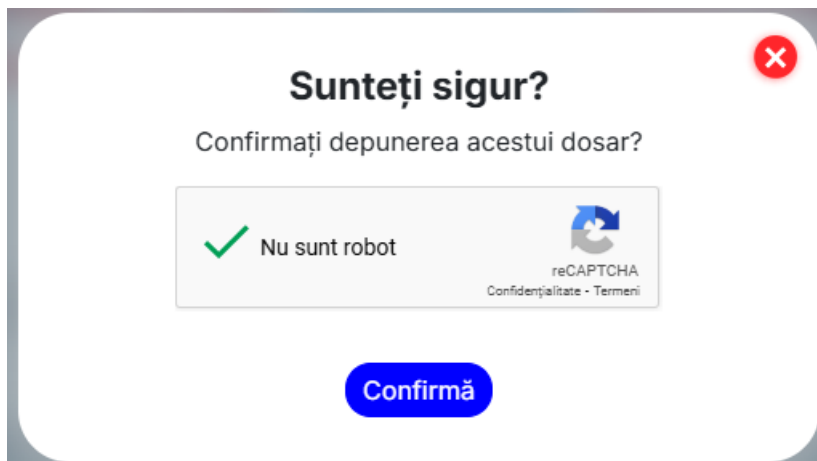 Sunteți sigur?
Confirmați depunerea acestui dosar?
Nu sunt robot
reCAPTCHA
Confidențialitate - Termeni
Confirmă